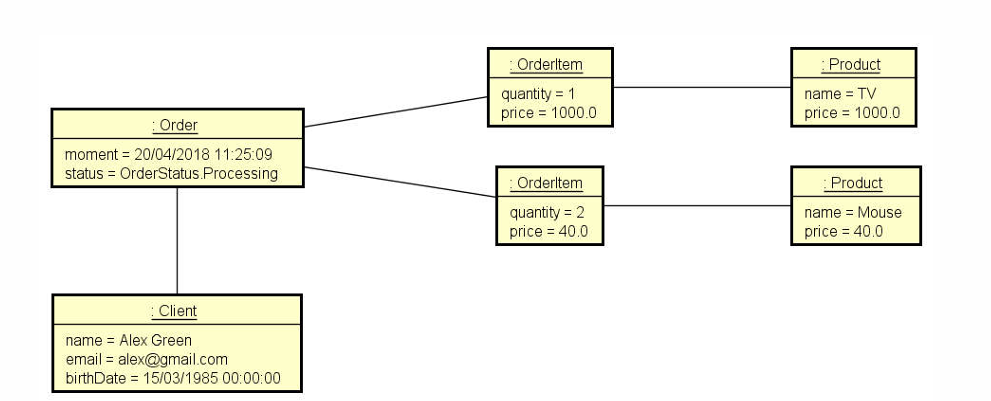 : Order
moment = 20/04/2018 11:25:09
status = OrderStatus.Processing
: OrderItem
quantity = 1
price = 1000.0
: Product
name = TV
price = 1000.0
: OrderItem
quantity = 2
price = 40.0
: Product
name = Mouse
price = 40.0
: Client
name = Alex Green
email = alex@gmail.com
birthDate = 15/03/1985 00:00:00